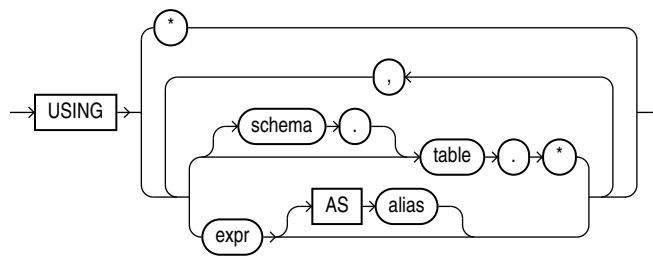 *
,
USING
schema .
table . *
AS alias
expr